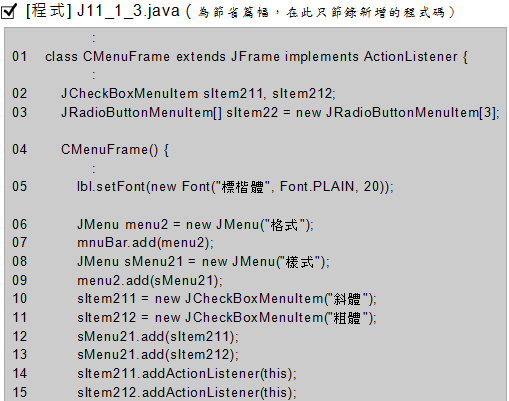 [程式] J11_1_3.java ( 為節省篇幅，在此只節錄新增的程式碼 )
:
01 class CMenuFrame extends JFrame implements ActionListener {
:
02 JCheckBoxMenuItem sItem211, sItem212;
03 JRadioButtonMenuItem[] sItem22 = new JRadioButtonMenuItem[3];
04 CMenuFrame() {
:
05 lbl.setFont(new Font("標楷體", Font.PLAIN, 20));
06 JMenu menu2 = new JMenu("格式");
07 mnuBar.add(menu2);
08 JMenu sMenu21 = new JMenu("樣式");
09 menu2.add(sMenu21);
10 sItem211 = new JCheckBoxMenuItem("斜體");
11 sItem212 = new JCheckBoxMenuItem("粗體");
12 sMenu21.add(sItem211);
13 sMenu21.add(sItem212);
14 sItem211.addActionListener(this);
15 sItem212.addActionListener(this);